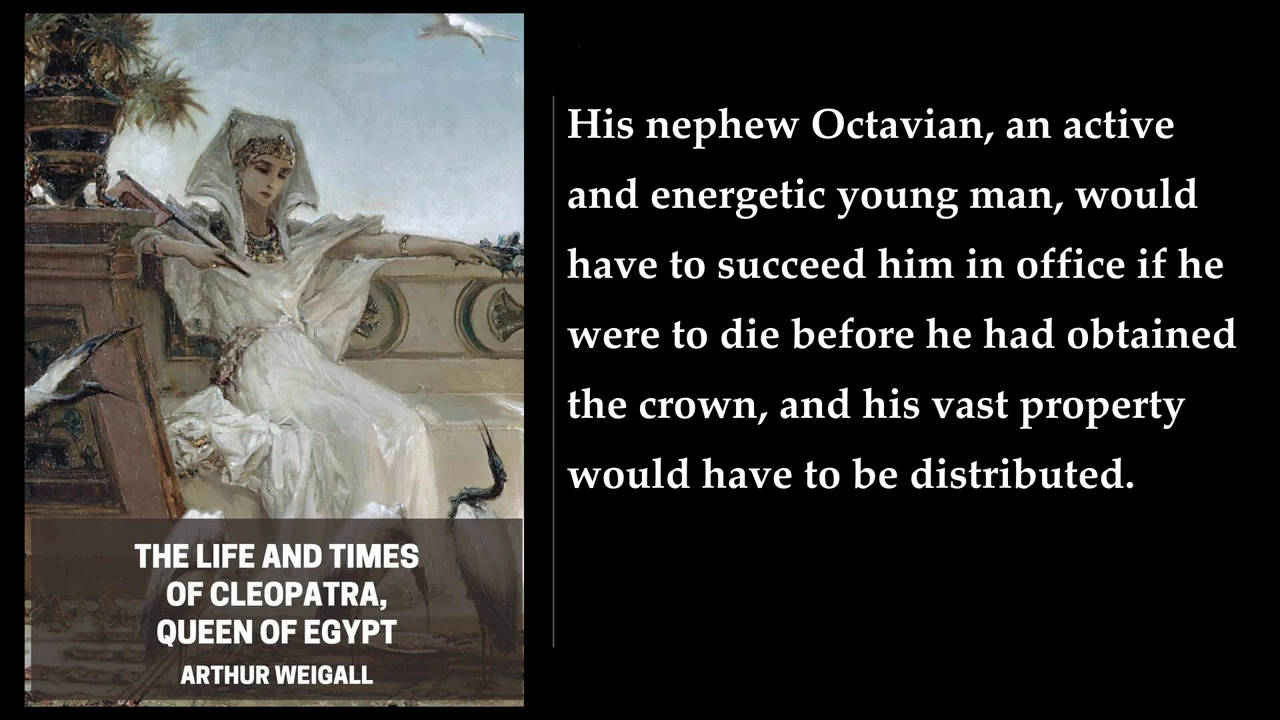 His nephew Octavian, an active
and energetic young man, would
have to succeed him in office if he
were to die before he had obtained
the crown, and his vast property
would have to be distributed.
THE LIFE AND TIMES
OF CLEOPATRA,
QUEEN OF EGYPT
ARTHUR WEIGALL